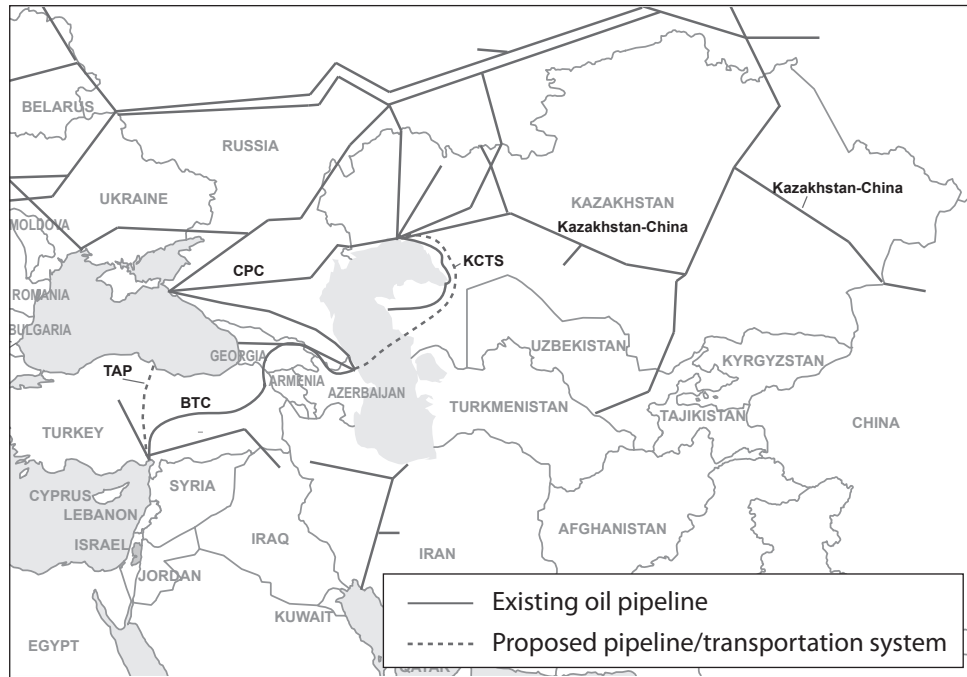 BELARUS
RUSSIA
UKRAINE
KAZAKHSTAN
Kazakhstan-China
Kazakhstan-China
MOLDOVA
CPC
KCTS
ROMANIA
BULGARIA
GEORGIA
UZBEKISTAN
KYRGYZSTAN
TAP
ARMENIA
AZERBAIJAN
BTC
TURKMENISTAN
TAJIKISTAN
TURKEY
CHINA
SYRIA
CYPRUS
LEBANON
AFGHANISTAN
ISRAEL
IRAQ
IRAN
JORDAN
KUWAIT
EGYPT
QATAR
Existing oil pipeline
Proposed pipeline/transportation system